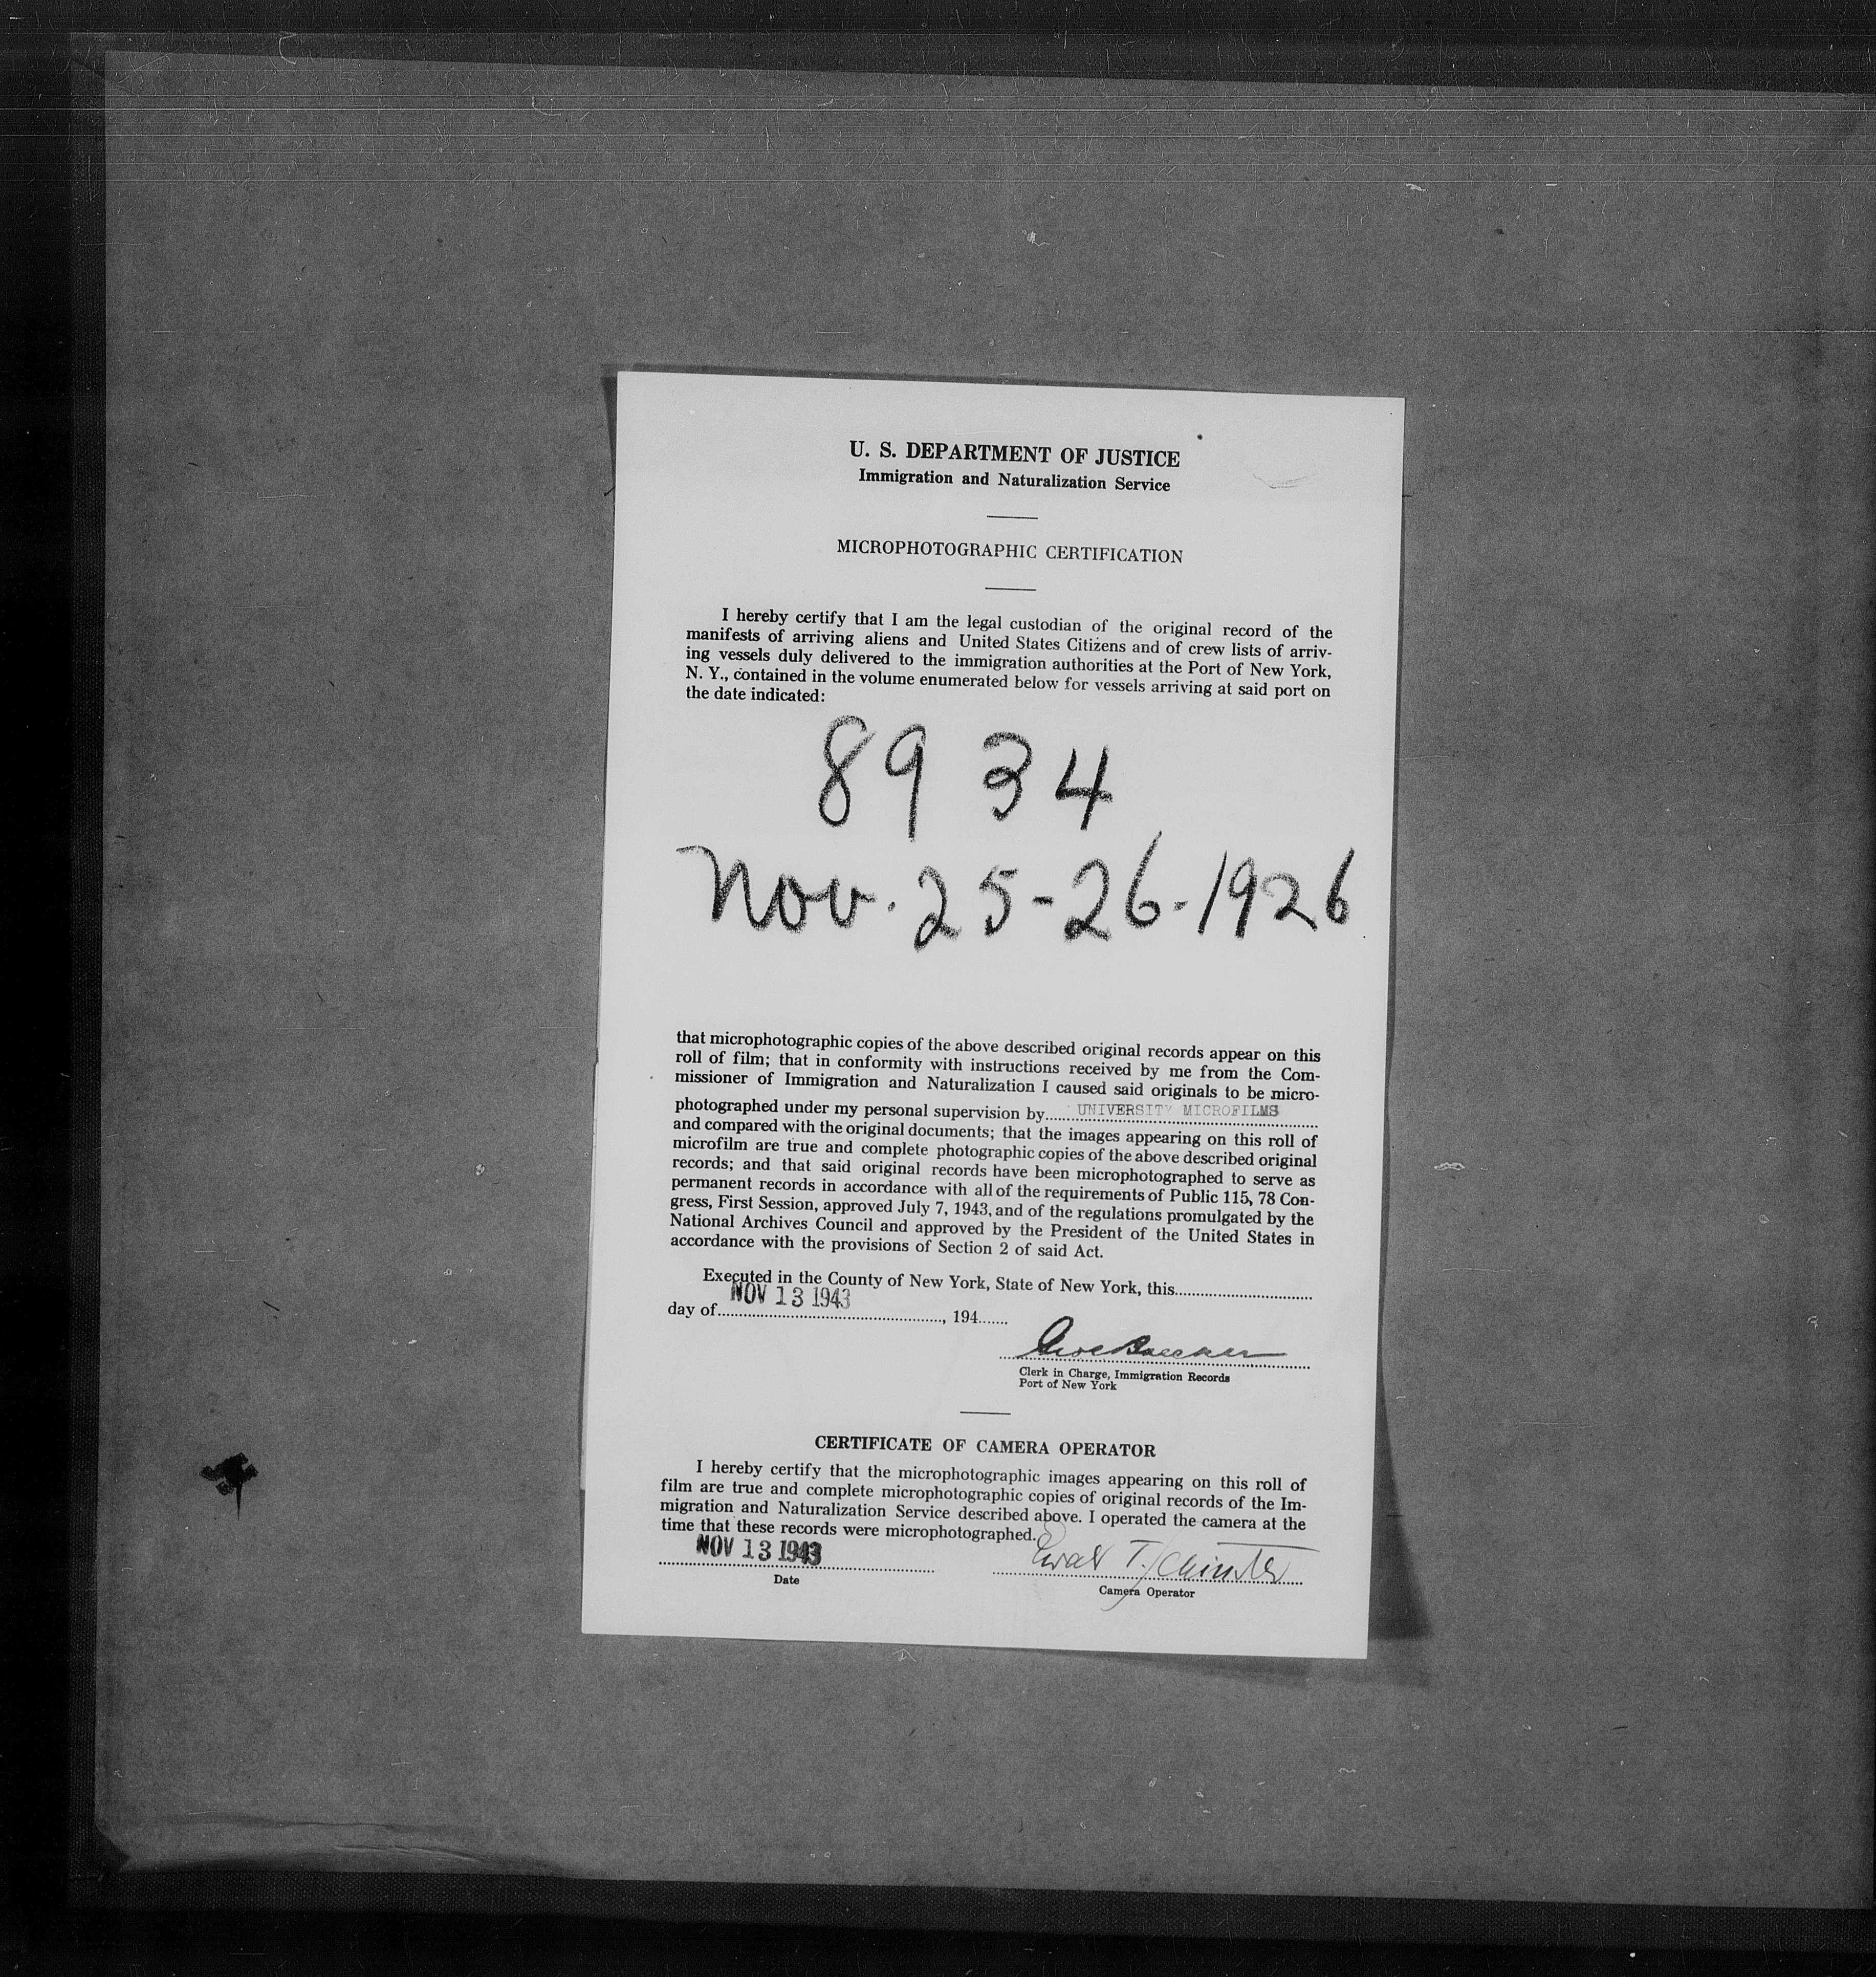 U. S. DEPARTMENT OF JUSTICE
Immigration and Naturalization Service
MICROPHOTOGRAPHIC CERTIFICATION
I hereby certify that I am the legal custodian of the original record of the
manifests of arriving aliens and United States Citizens and of crew lists of arriv-
ing vessels duly delivered to the immigration authorities at the Port of New York,
N. Y., contained in the volume enumerated below for vessels arriving at said port on
the date indicated:
8934
Nov. 25-26-1926
that microphotographic copies of the above described original records appear on this
roll of film; that in conformity with instructions received by me from the Com-
missioner of Immigration and Naturalization I caused said originals to be micro-
photographed under my personal supervision by UNIVERSITY MICROFILMS
and compared with the original documents; that the images appearing on this roll of
microfilm are true and complete photographic copies of the above described original
records; and that said original records have been microphotographed to serve as
permanent records in accordance with all of the requirements of Public 115, 78 Con-
gress, First Session, approved July 7, 1943, and of the regulations promulgated by the
National Archives Council and approved by the President of the United States in
accordance with the provisions of Section 2 of said Act.
Executed in the County of New York, State of New York, this
NOV 13 1943
day of, 194
Clerk in Charge, Immigration Records
Port of New York
CERTIFICATE OF CAMERA OPERATOR
I hereby certify that the microphotographic images appearing on this roll of
film are true and complete microphotographic copies of original records of the Im-
migration and Naturalization Service described above. I operated the camera at the
time that these records were microphotographed.
NOV 13 1943
Date
Camera Operator